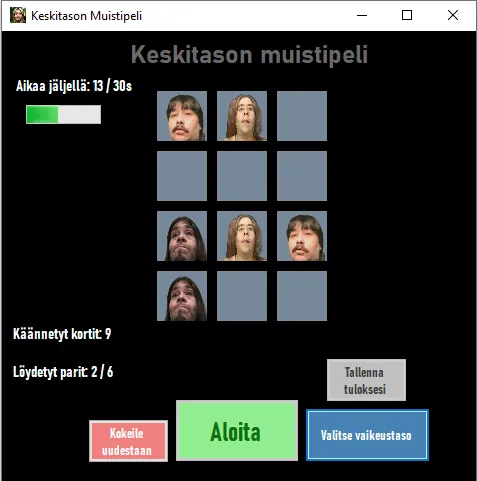 Keskitason Muistipeli
Keskitason muistipeli
Aikaa jäljellä: 13 / 30s
Käännetyt kortit: 9
Löydetyt parit: 2 / 6
Tallenna
tuloksesi
Kokeile
uudestaan
Aloita
Valitse vaikeustaso